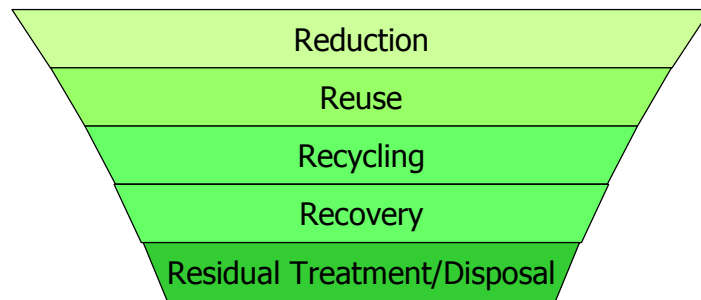 Reduction
Reuse
Recycling
Recovery
Residual Treatment/Disposal